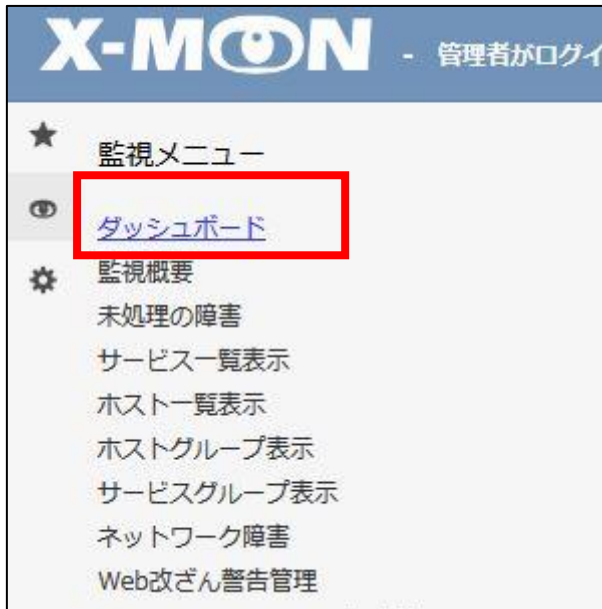 X-MON - 管理者がログイ
監視メニュー
ダッシュボード
監視概要
未処理の障害
サービス一覧表示
ホスト一覧表示
ホストグループ表示
サービスグループ表示
ネットワーク障害
Web改ざん警告管理